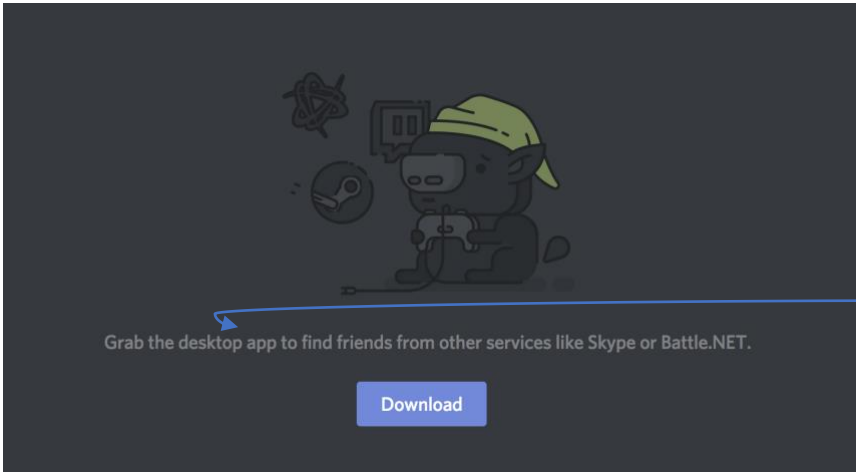 Grab the desktop app to find friends from other services like Skype or Battle.NET.
Download